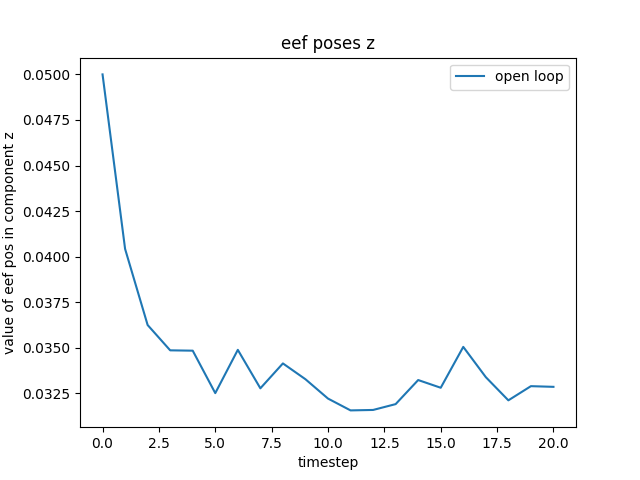 eef poses z
open loop
value of eef pos in component z
0.0500
0.0475
0.0450
0.0425
0.0400
0.0375
0.0350
0.0325
0.0 2.5 5.0 7.5 10.0 12.5 15.0 17.5 20.0
timestep